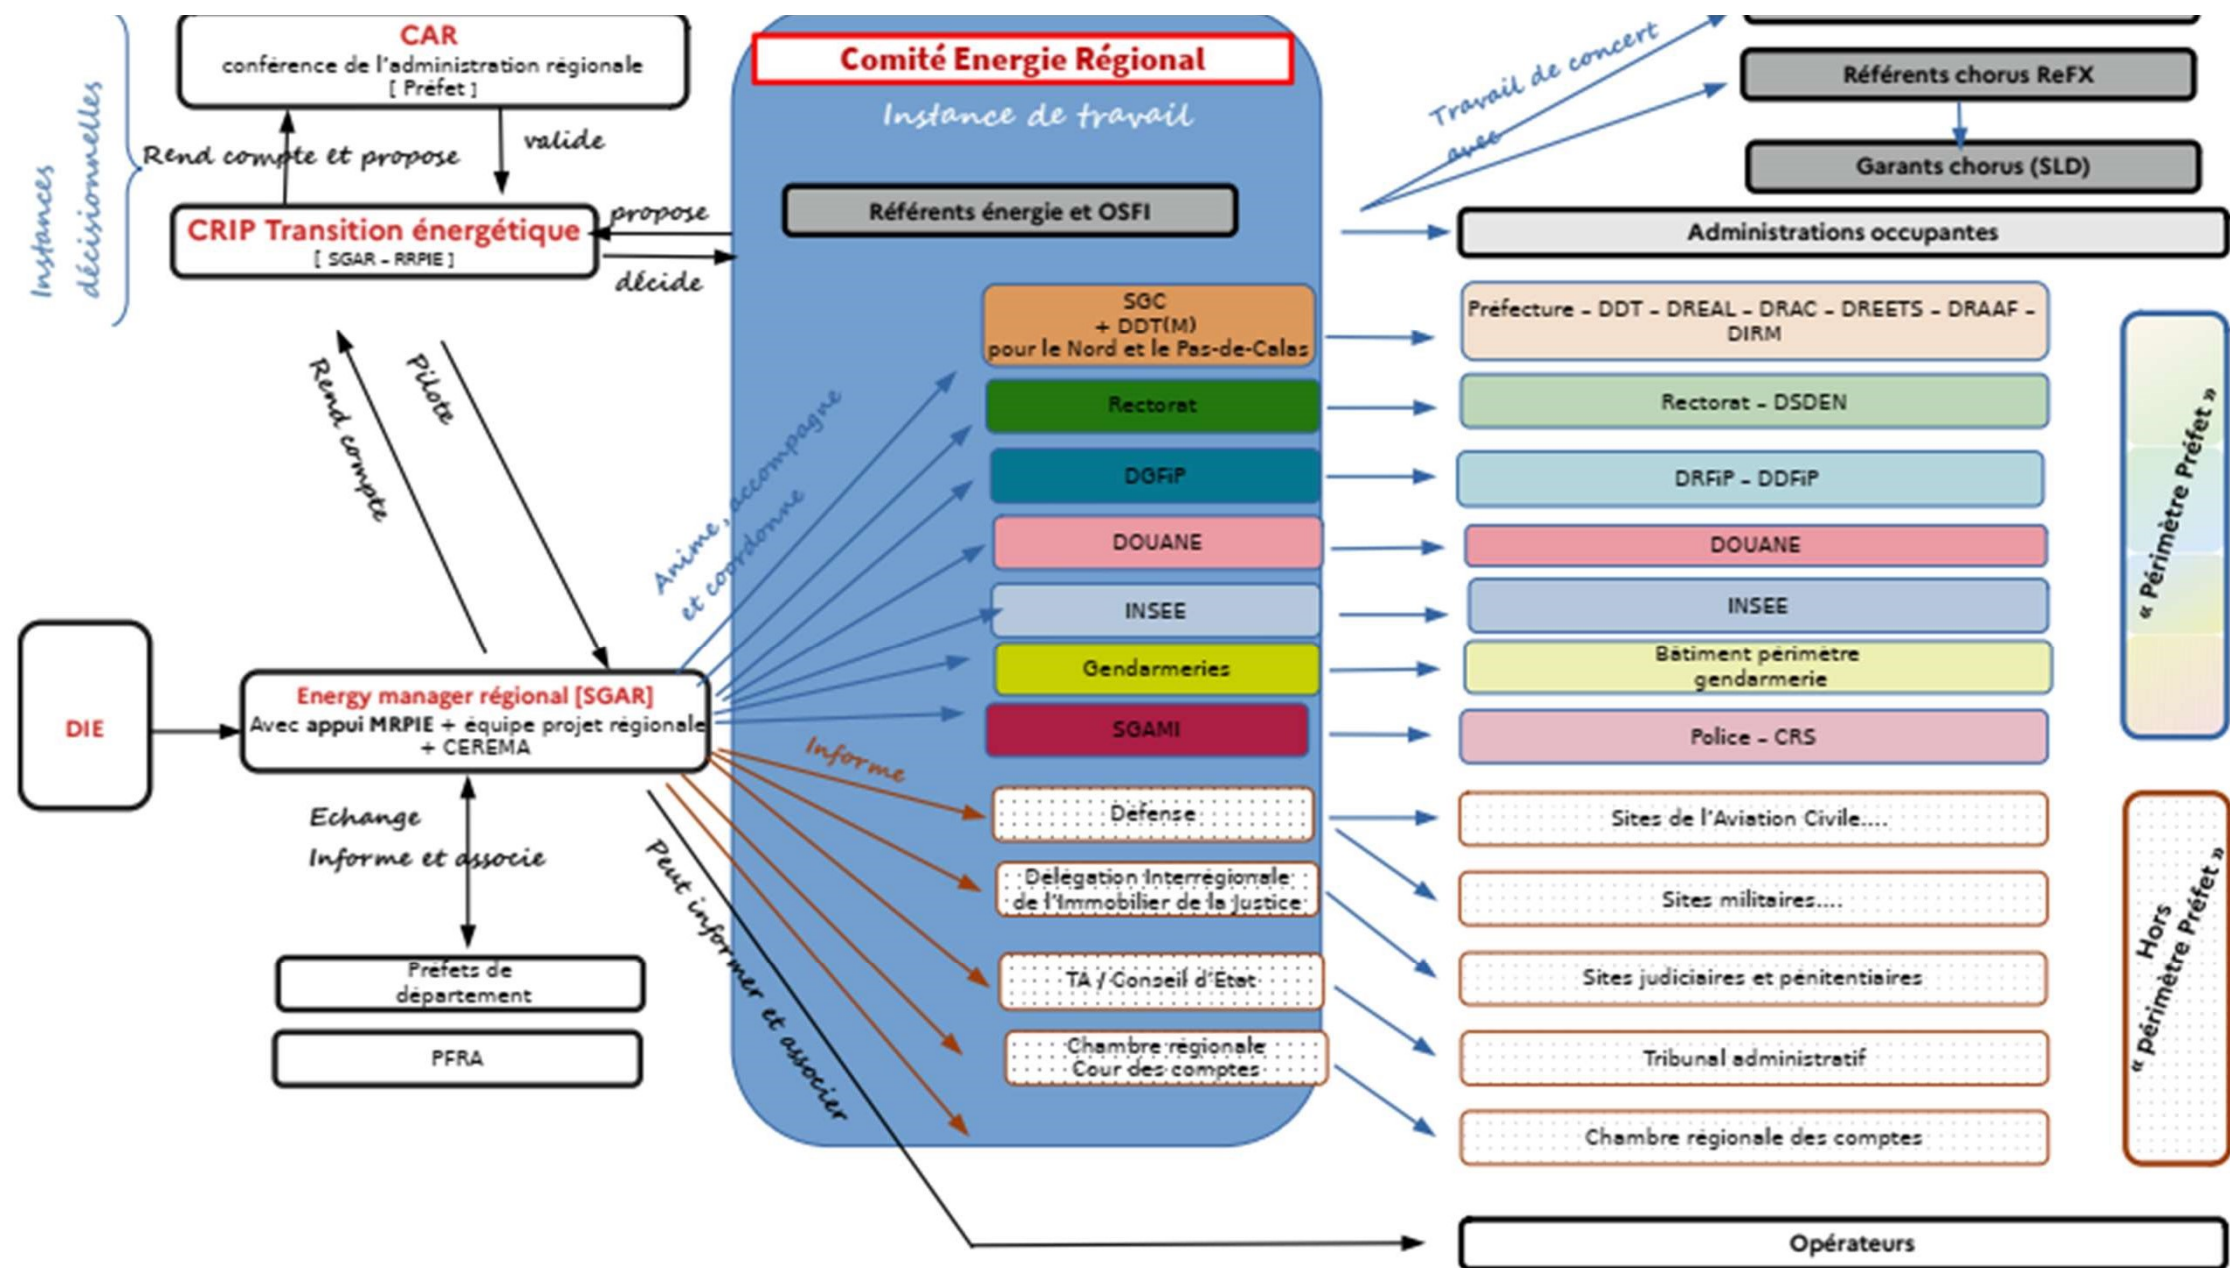 Instances
décisionnelles
CAR
conférence de l'administration régionale
[ Préfet ]
Rend compte et propose
valide
CRIP Transition énergétique
[ SGAR – RRPIE ]
propose
décide
Rend compte
Pilote
DIE
Energy manager régional [SGAR]
Avec appui MRPIE + équipe projet régionale
+ CEREMA
Echange
Informe et associe
Préfets de
département
PFRA
Comité Energie Régional
Instance de travail
Référents énergie et OSFI
Anime, accompagne
et coordonne
SGC
+ DDT(M)
pour le Nord et le Pas-de-Calas
Rectorat
DGFiP
DOUANE
INSEE
Gendarmeries
SGAMI
Informe
Défense
Délégation Interrégionale
de l'Immobilier de la Justice
TA / Conseil d'Etat
Chambre régionale
Cour des comptes
Peut informer et associer
Travail de concert
avec
Référents chorus ReFX
Garants chorus (SLD)
Administrations occupantes
Préfecture – DDT – DREAL – DRAC – DREETS – DRAAF –
DIRM
Rectorat – DSDEN
DRFiP – DDFiP
DOUANE
INSEE
Bâtiment périmètre
gendarmerie
Police – CRS
« Périmètre Préfet »
Sites de l'Aviation Civile....
Sites militaires....
Sites judiciaires et pénitentiaires
Tribunal administratif
Chambre régionale des comptes
Hors
« périmètre Préfet »
Opérateurs